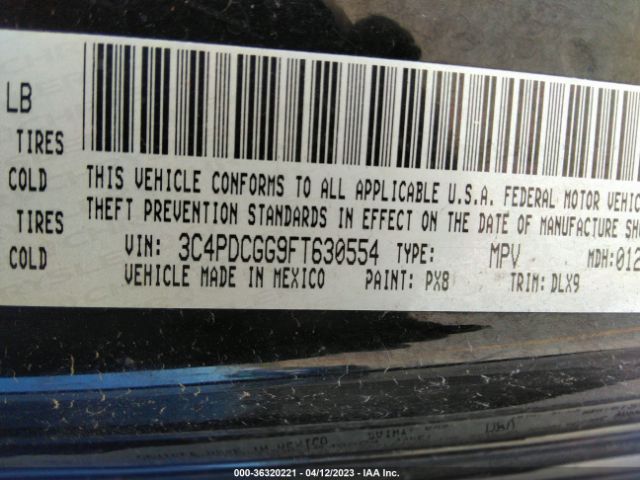 LB
TIRES
COLD
THIS VEHICLE CONFORMS TO ALL APPLICABLE U.S.A. FEDERAL MOTOR VEHIC
TIRES
THEFT PREVENTION STANDARDS IN EFFECT ON THE DATE OF MANUFACTURE SHO
COLD
VIN: 3C4PDCGG9FT630554 TYPE: MPV MDH:012
VEHICLE MADE IN MEXICO PAINT: PX8 TRIM: DLX9
000-36320221 - 04/12/2023 - IAA Inc.